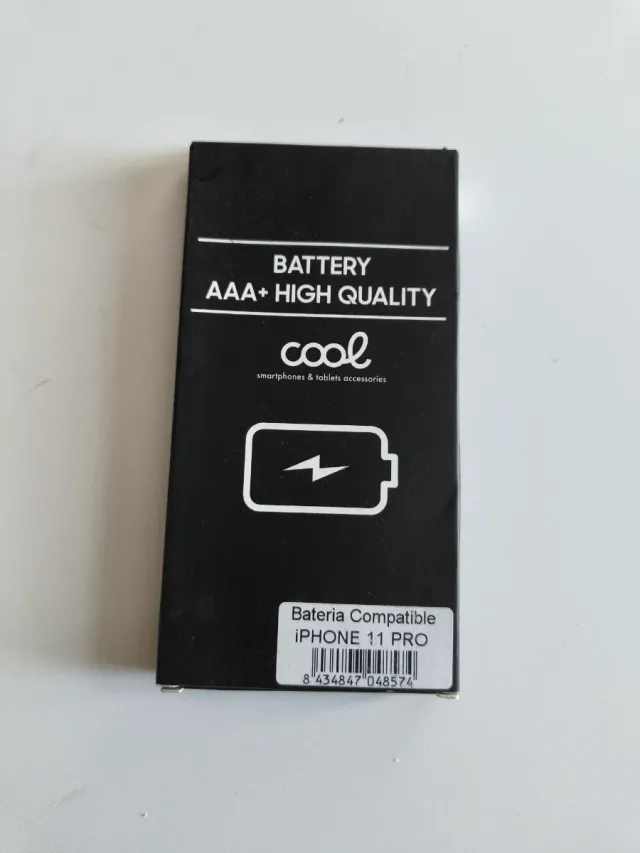 BATTERY
AAA+ HIGH QUALITY
cool
smartphones & tablets accessories
Bateria Compatible
iPHONE 11 PRO
8 434847 048574